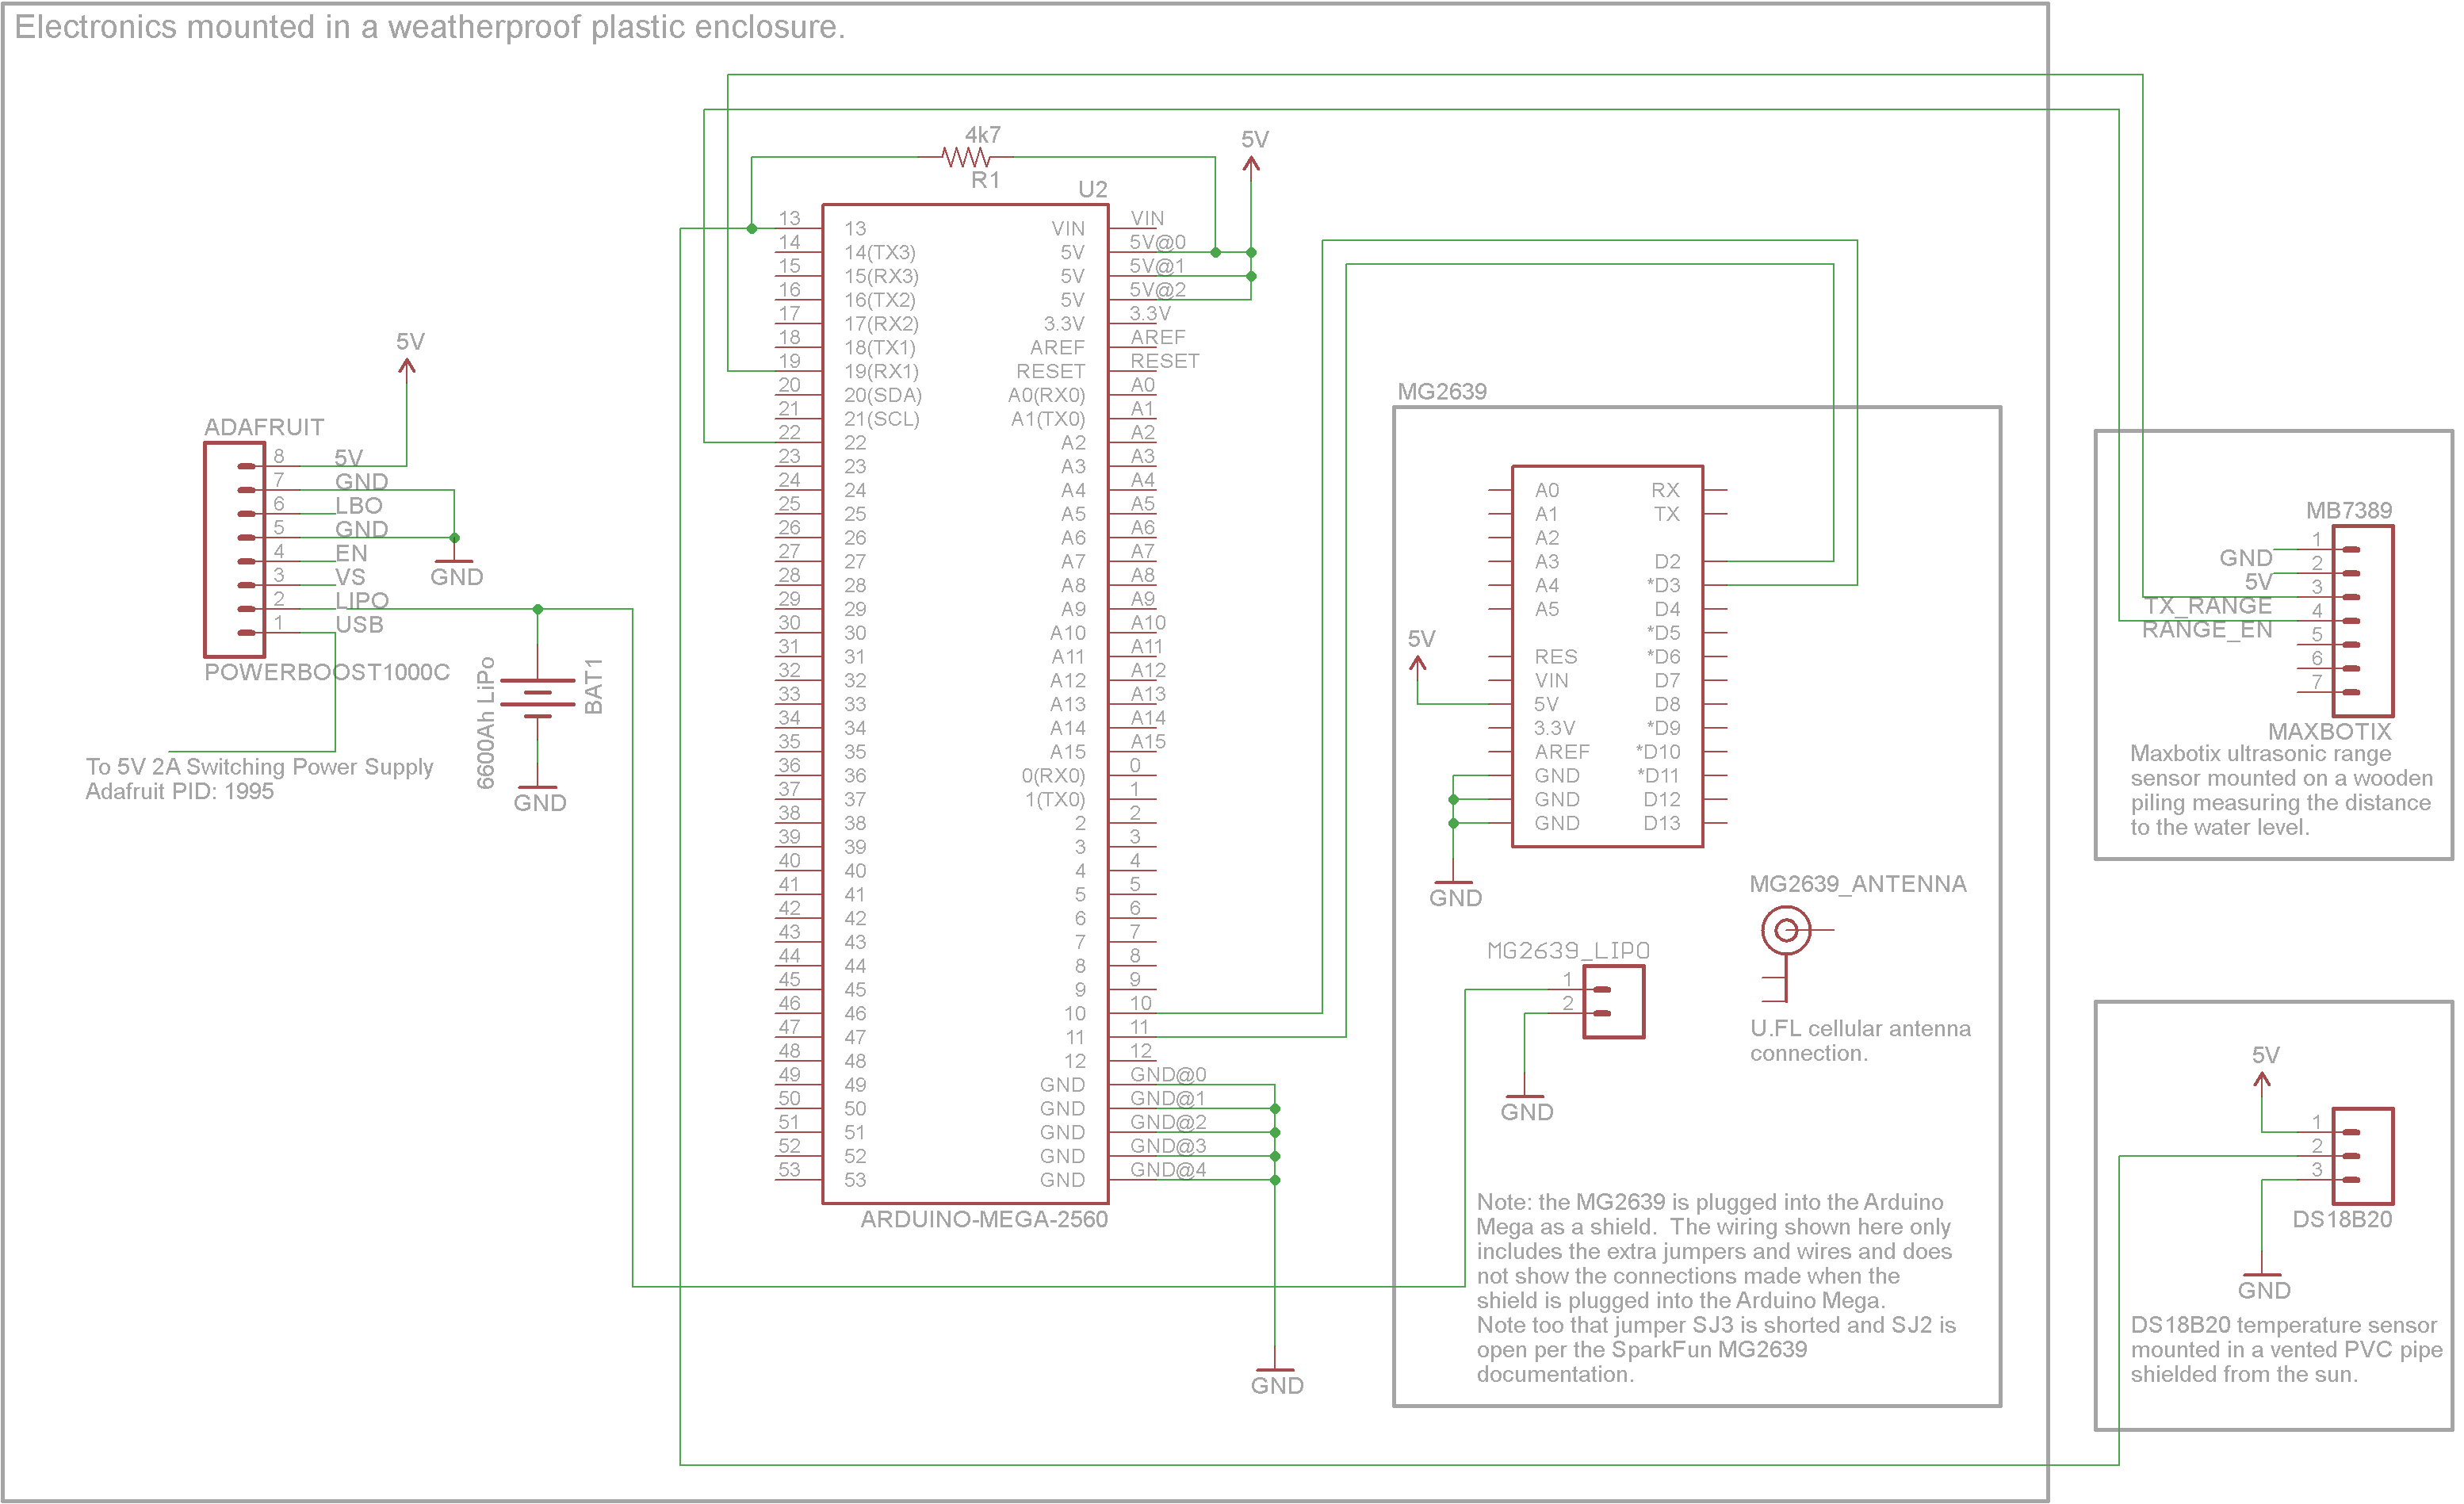 Electronics mounted in a weatherproof plastic enclosure.
4k7
R1
5V
U2
13 13 VIN VIN
14 14(TX3) 5V 5V@0
15 15(RX3) 5V 5V@1
16 16(TX2) 5V 5V@2
17 17(RX2) 3.3V 3.3V
18 18(TX1) AREF AREF
19 19(RX1) RESET RESET
20 20(SDA) A0(RX0) A0
21 21(SCL) A1(TX0) A1
22 22 A2 A2
23 23 A3 A3
24 24 A4 A4
25 25 A5 A5
26 26 A6 A6
27 27 A7 A7
28 28 A8 A8
29 29 A9 A9
30 30 A10 A10
31 31 A11 A11
32 32 A12 A12
33 33 A13 A13
34 34 A14 A14
35 35 A15 A15
36 36 0(RX0) 0
37 37 1(TX0) 1
38 38 2 2
39 39 3 3
40 40 4 4
41 41 5 5
42 42 6 6
43 43 7 7
44 44 8 8
45 45 9 9
46 46 10 10
47 47 11 11
48 48 12 12
49 49 GND GND@0
50 50 GND GND@1
51 51 GND GND@2
52 52 GND GND@3
53 53 GND GND@4
ARDUINO-MEGA-2560
GND
5V
ADAFRUIT
8 5V
7 GND
6 LBO
5 GND
4 EN
3 VS
2 LIPO
1 USB
POWERBOOST1000C
GND
6600Ah LiPo
BAT1
GND
To 5V 2A Switching Power Supply
Adafruit PID: 1995
MG2639
A0 RX
A1 TX
A2
A3 D2
A4 *D3
A5 D4
*D5
RES *D6
VIN D7
5V D8
3.3V *D9
AREF *D10
GND *D11
GND D12
GND D13
5V
GND
MG2639_ANTENNA
U.FL cellular antenna
connection.
MG2639_LIPO
1
2
GND
Note: the MG2639 is plugged into the Arduino
Mega as a shield. The wiring shown here only
includes the extra jumpers and wires and does
not show the connections made when the
shield is plugged into the Arduino Mega.
Note too that jumper SJ3 is shorted and SJ2 is
open per the SparkFun MG2639
documentation.
MB7389
GND 1
5V 2
TX_RANGE 3
RANGE_EN 4
5
6
7
MAXBOTIX
Maxbotix ultrasonic range
sensor mounted on a wooden
piling measuring the distance
to the water level.
5V
1
2
3
DS18B20
GND
DS18B20 temperature sensor
mounted in a vented PVC pipe
shielded from the sun.